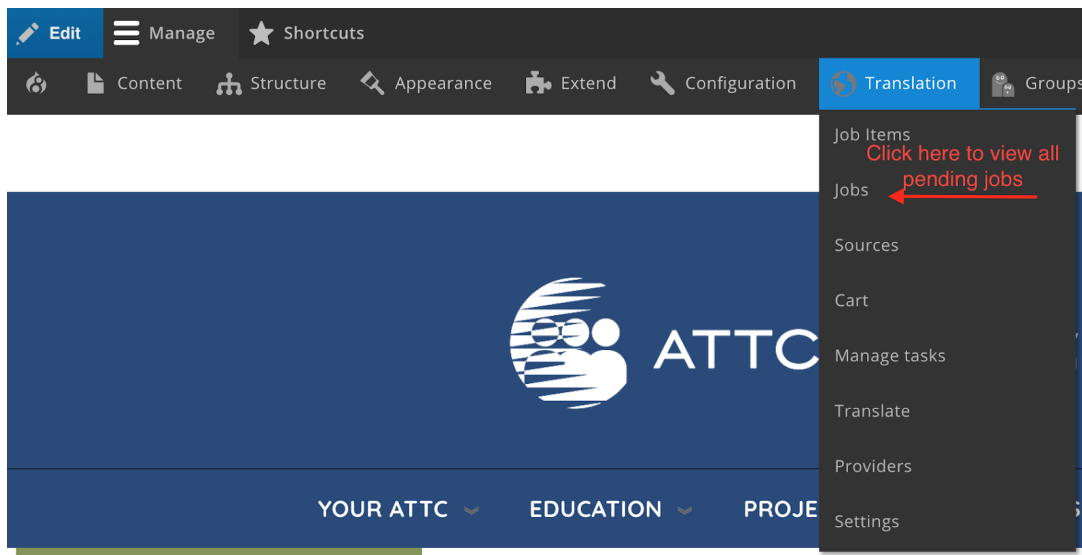 Edit Manage Shortcuts
Content Structure Appearance Extend Configuration Translation Groups
Job Items
Click here to view all
pending jobs
Jobs
Sources
Cart
ATTC
Manage tasks
Translate
Providers
YOUR ATTC EDUCATION PROJE
Settings